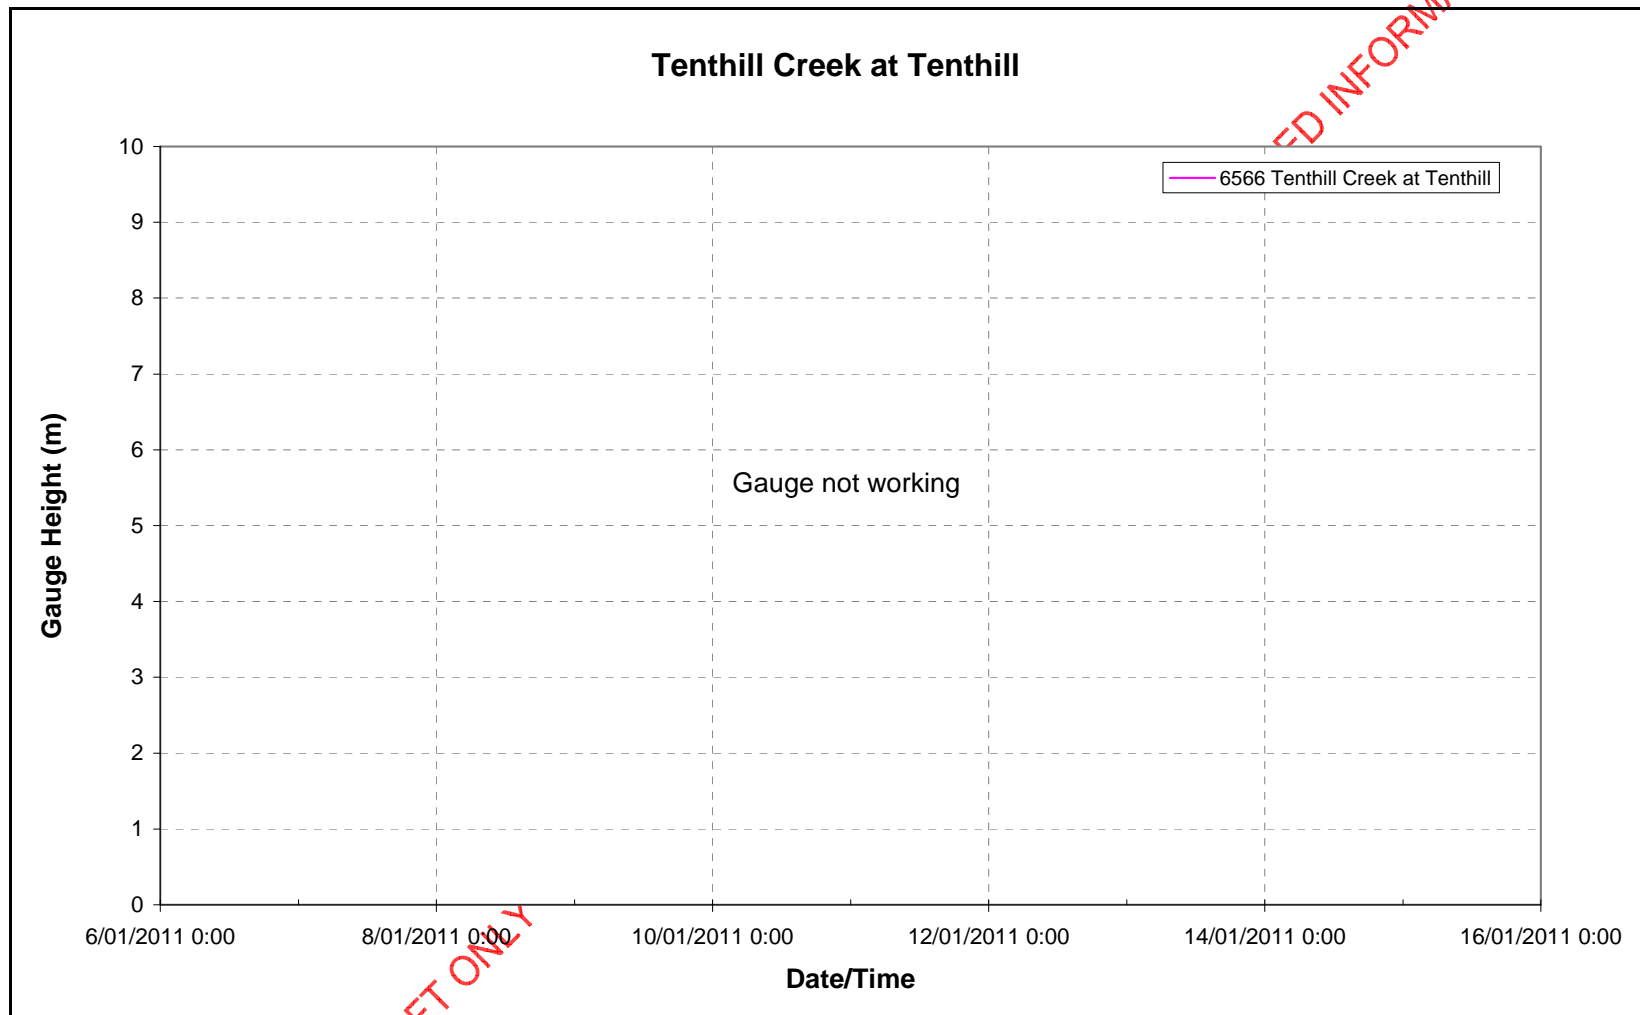 Tenthill Creek at Tenthill
6566 Tenthill Creek at Tenthill
10
9
8
7
6
5
4
3
2
1
0
Gauge Height (m)
Gauge not working
6/01/2011 0:00 8/01/2011 0:00 10/01/2011 0:00 12/01/2011 0:00 14/01/2011 0:00 16/01/2011 0:00
Date/Time
ONLY